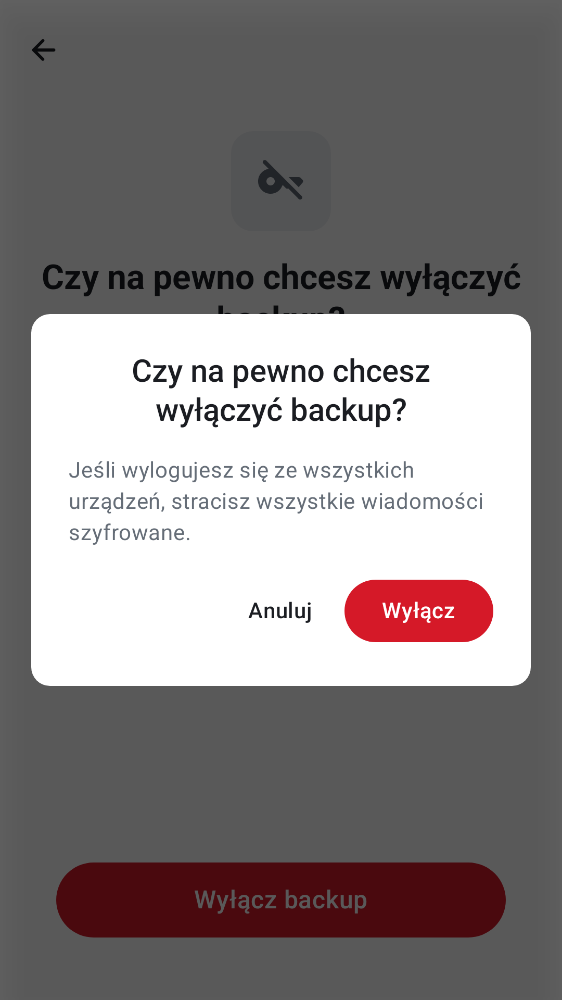 Czy na pewno chcesz wyłączyć
backup?
Czy na pewno chcesz
wyłączyć backup?
Jeśli wylogujesz się ze wszystkich
urządzeń, stracisz wszystkie wiadomości
szyfrowane.
Anuluj
Wyłącz
Wyłącz backup